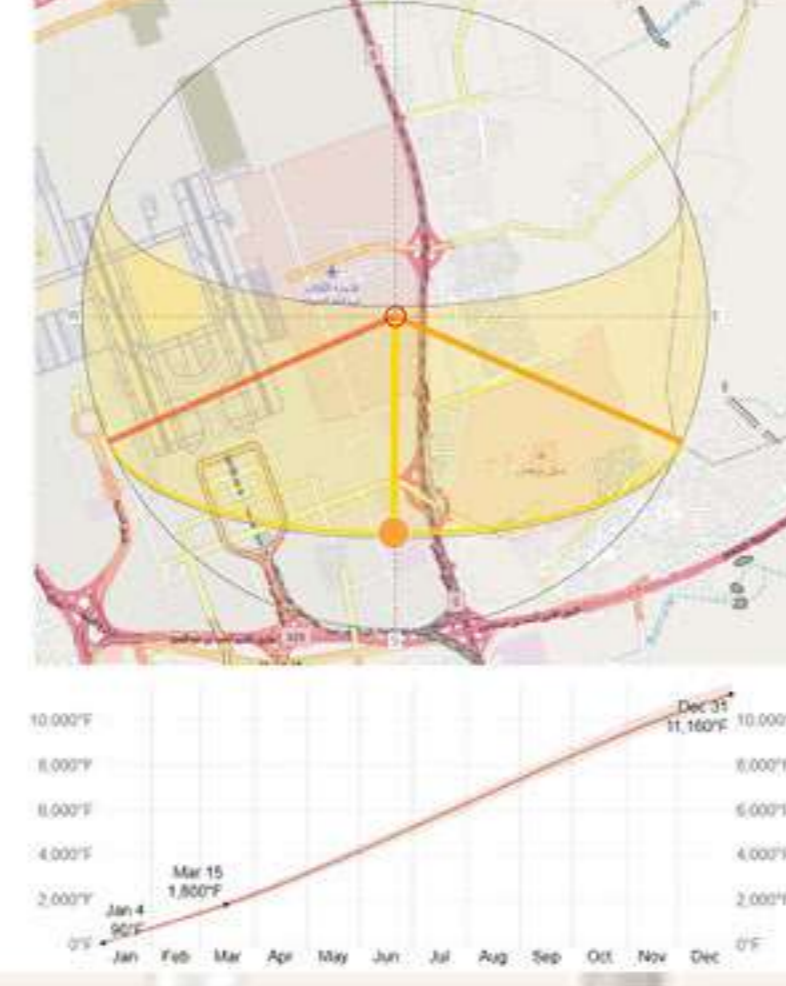 S
10,000°F
Dec 31
10,000°
11,160°F
8,000°F
8,000°F
6,000°F
6,000°F
4,000°F
4,000°F
Mar 15
1,800°F
2,000°F
2,000°F
Jan 4
90°F
0°F
0°F
Jan Feb Mar Apr May Jun Jul Aug Sep Oct Nov Dec